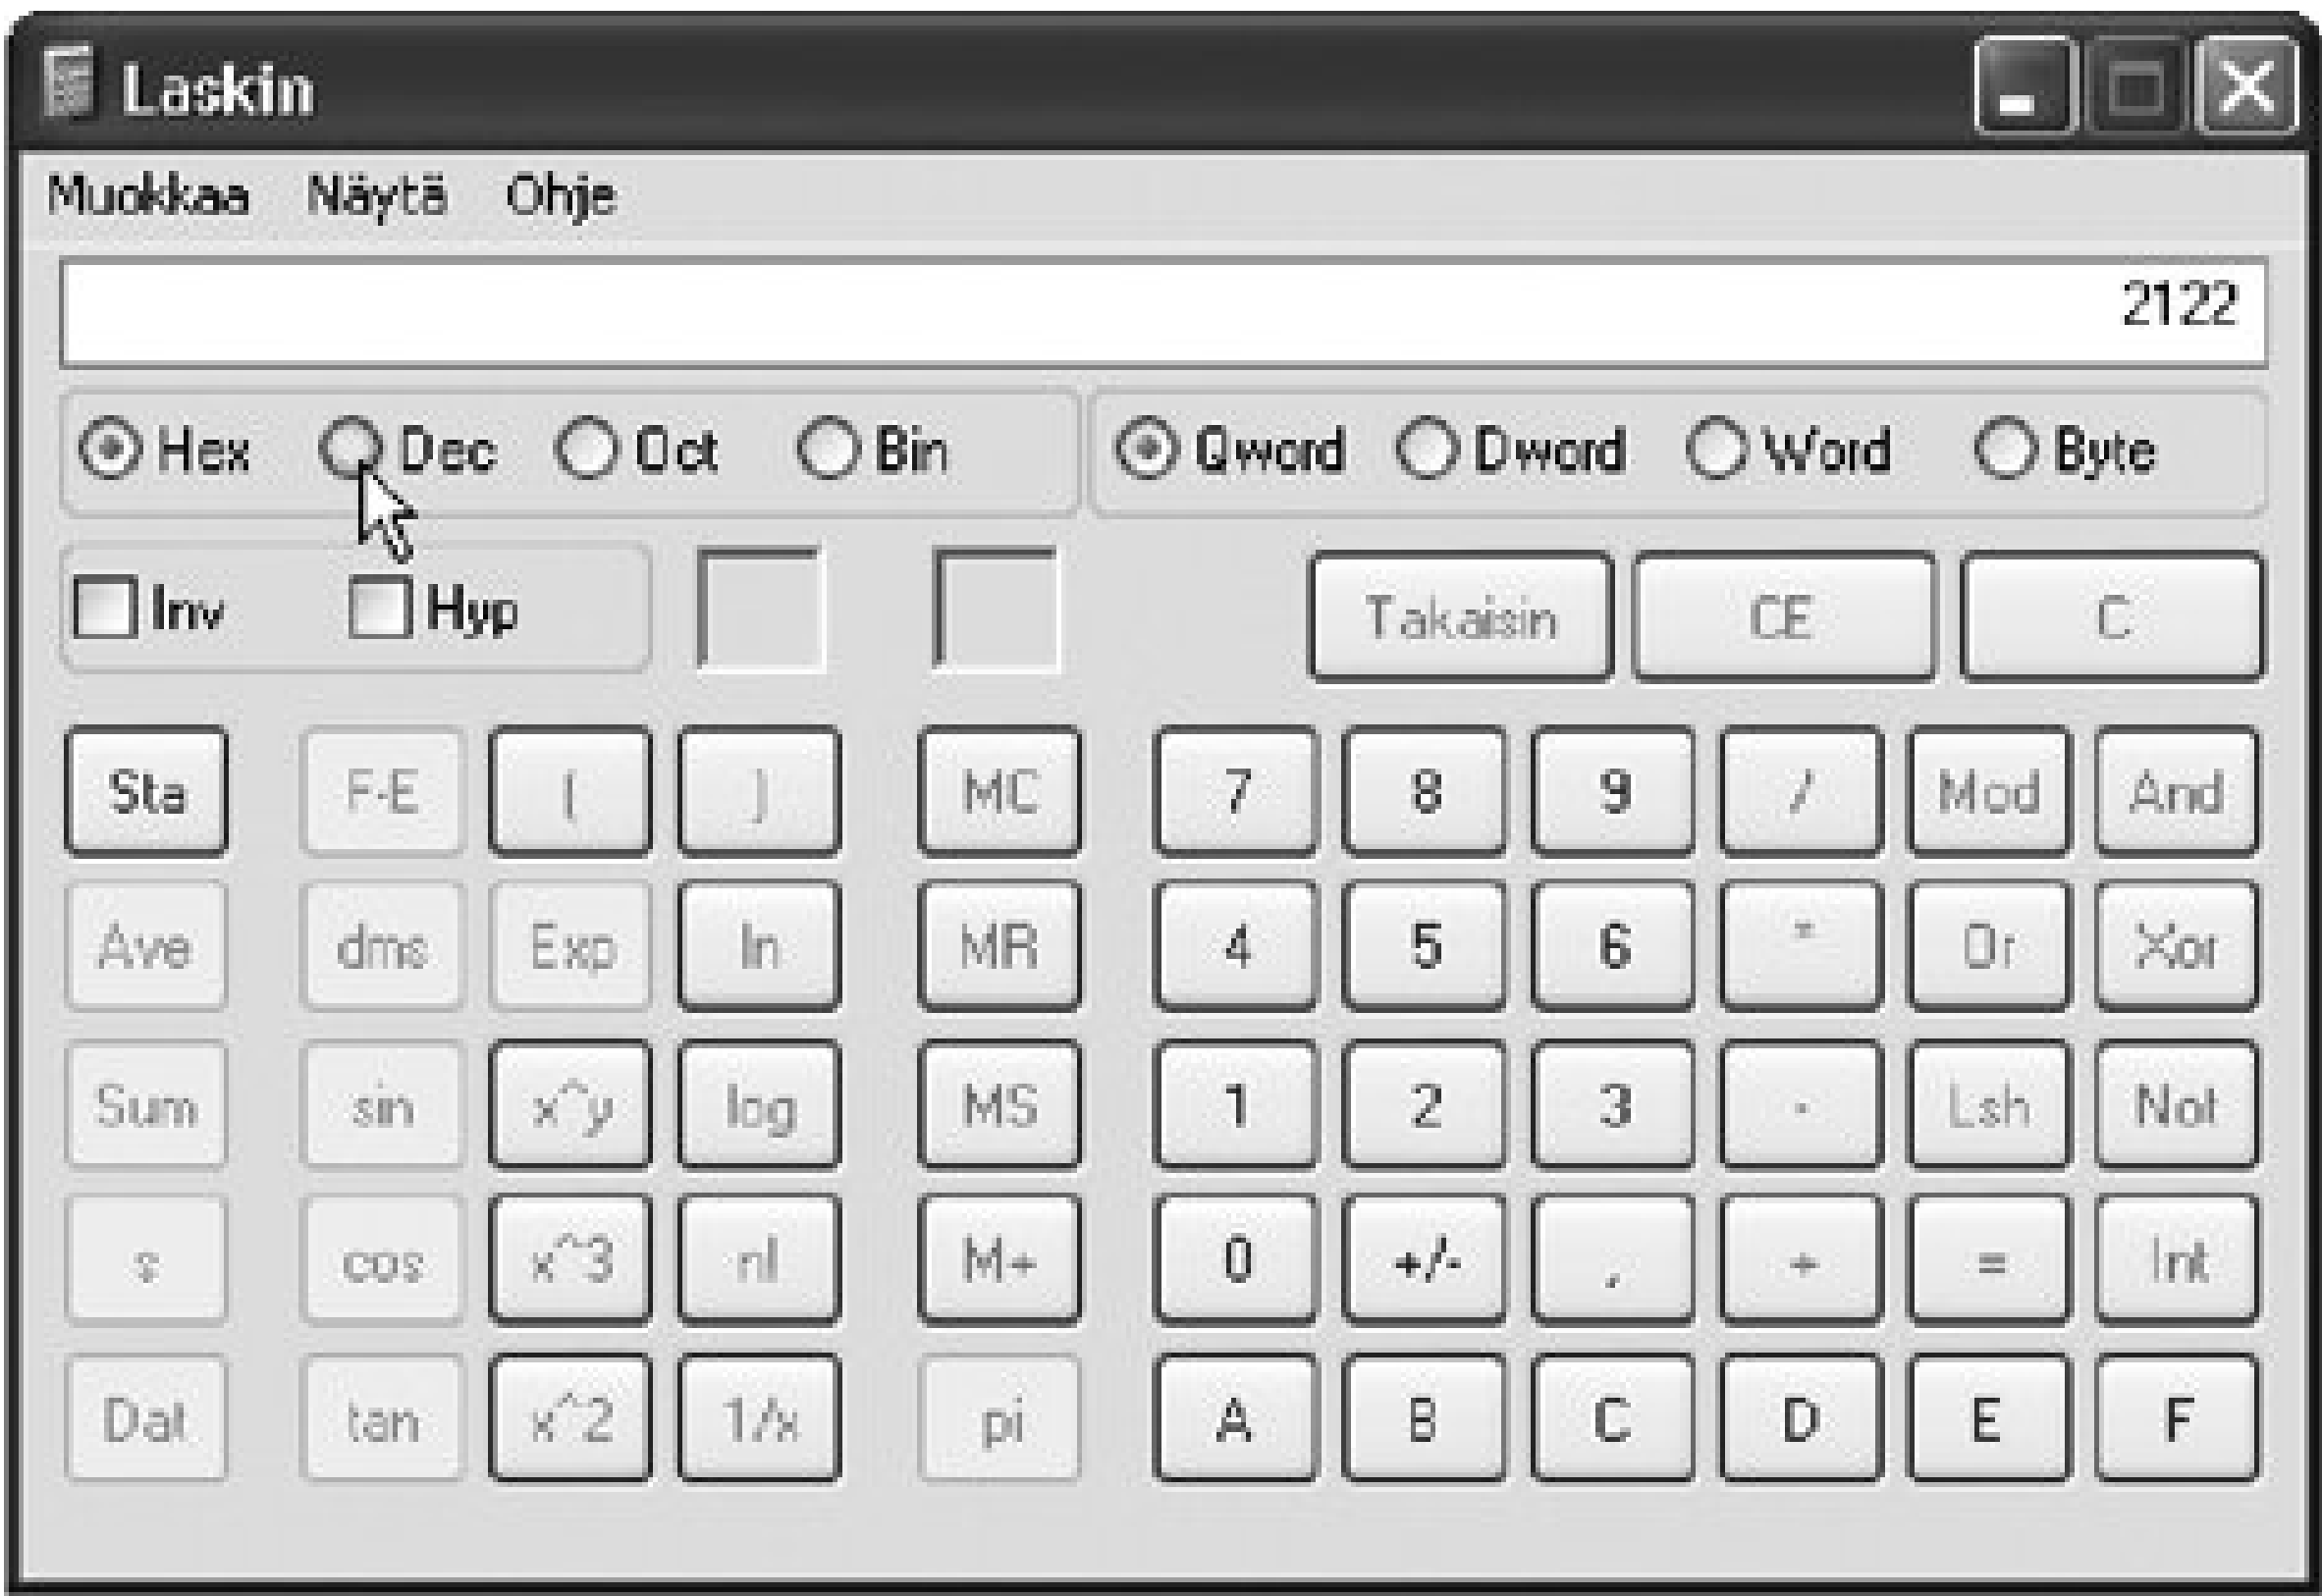 Laskin
Muokkaa Näytä Ohje
2122
Hex Dec Oct Bin Qword Dword Word Byte
Inv Hyp Takaisin CE C
Sta F-E ( ) MC 7 8 9 / Mod And
Ave dms Exp ln MR 4 5 6 * Or Xor
Sum sin x^y log MS 1 2 3 - Lsh Not
s cos x^3 n! M+ 0 +/- , + = Int
Dat tan x^2 1/x pi A B C D E F